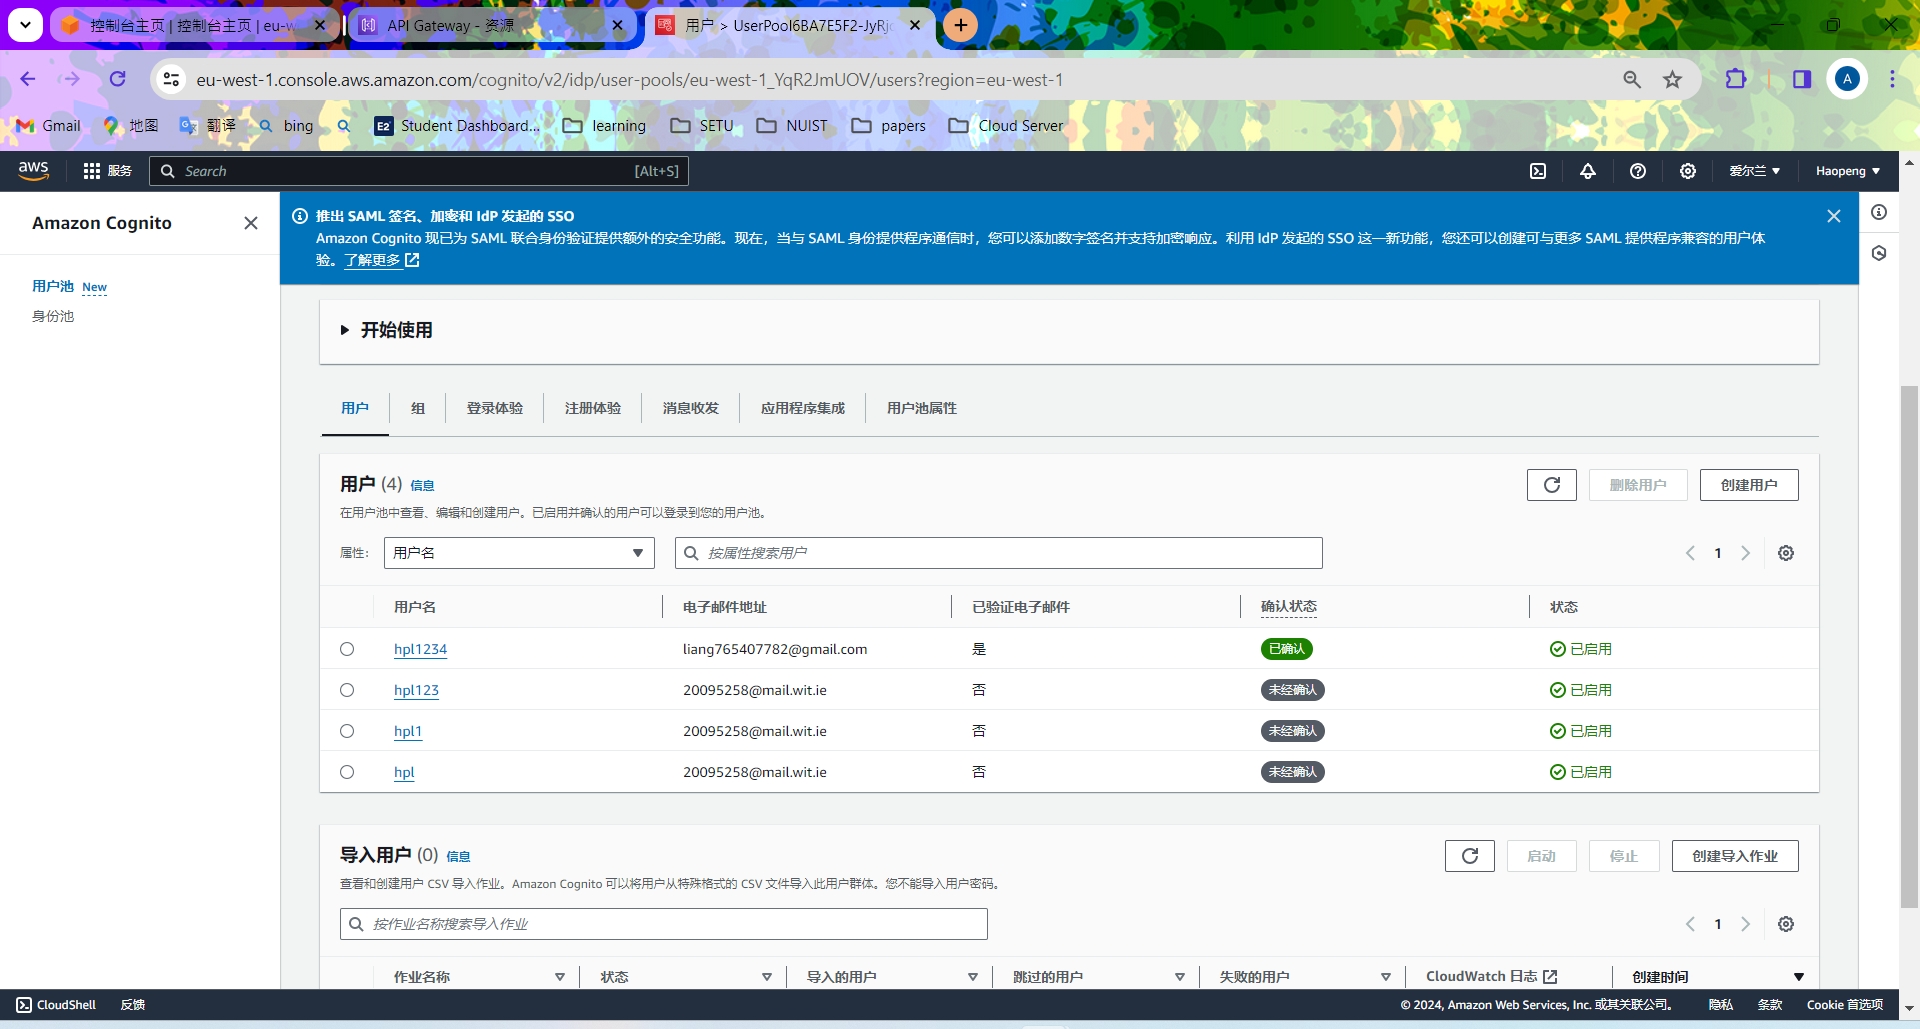 控制台主页 | 控制台主页 | eu-w
API Gateway - 资源
用户 > UserPool6BA7E5F2-JyRj
eu-west-1.console.aws.amazon.com/cognito/v2/idp/user-pools/eu-west-1_YqR2JmUOV/users?region=eu-west-1
A
Gmail 地图 翻译 bing E2 Student Dashboard... learning SETU NUIST papers Cloud Server
aws 服务 Search [Alt+S] 爱尔兰 Haopeng
Amazon Cognito
用户池 New
身份池
推出 SAML 签名、加密和 IdP 发起的 SSO
Amazon Cognito 现已为 SAML 联合身份验证提供额外的安全功能。现在，当与 SAML 身份提供程序通信时，您可以添加数字签名并支持加密响应。利用 IdP 发起的 SSO 这一新功能，您还可以创建可与更多 SAML 提供程序兼容的用户体
验。了解更多
开始使用
用户 组 登录体验 注册体验 消息收发 应用程序集成 用户池属性
用户 (4) 信息
删除用户 创建用户
在用户池中查看、编辑和创建用户。已启用并确认的用户可以登录到您的用户池。
属性: 用户名 按属性搜索用户 1
用户名 电子邮件地址 已验证电子邮件 确认状态 状态
hpl1234 liang765407782@gmail.com 是 已确认 已启用
hpl123 20095258@mail.wit.ie 否 未经确认 已启用
hpl1 20095258@mail.wit.ie 否 未经确认 已启用
hpl 20095258@mail.wit.ie 否 未经确认 已启用
导入用户 (0) 信息
启动 停止 创建导入作业
查看和创建用户 CSV 导入作业。Amazon Cognito 可以将用户从特殊格式的 CSV 文件导入此用户群体。您不能导入用户密码。
按作业名称搜索导入作业 1
作业名称 状态 导入的用户 跳过的用户 失败的用户 CloudWatch 日志 创建时间
CloudShell 反馈 © 2024, Amazon Web Services, Inc. 或其关联公司。 隐私 条款 Cookie 首选项